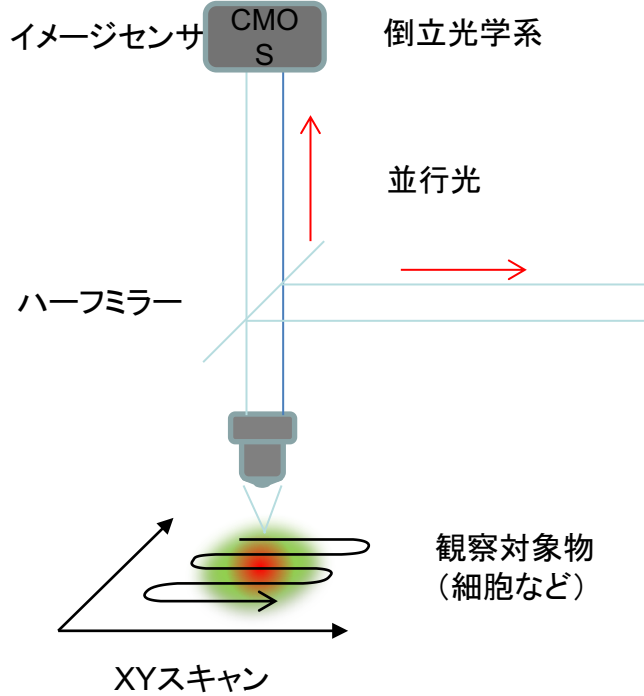 イメージセンサ
CMO
S
倒立光学系
並行光
ハーフミラー
観察対象物
（細胞など）
XYスキャン